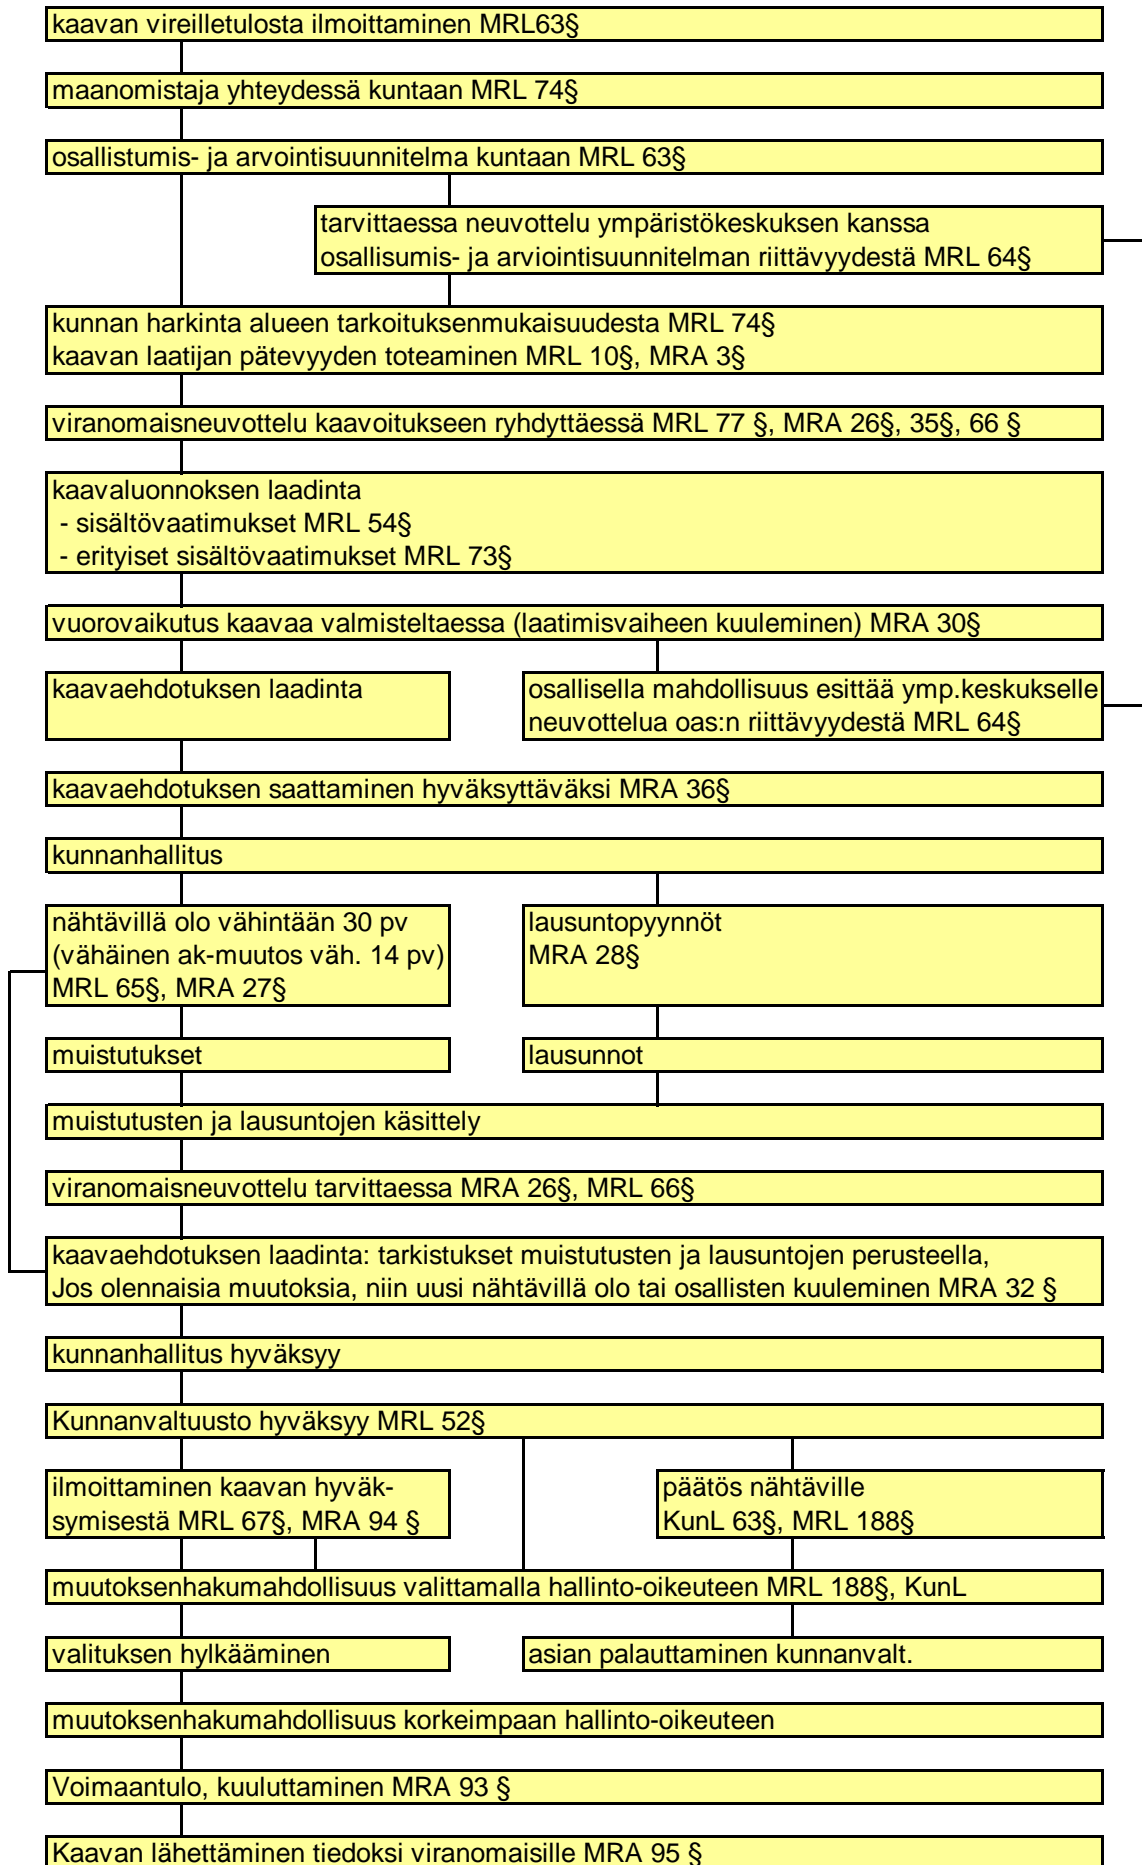 kaavan vireilletulosta ilmoittaminen MRL63§
maanomistaja yhteydessä kuntaan MRL 74§
osallistumis- ja arvointisuunnitelma kuntaan MRL 63§
tarvittaessa neuvottelu ympäristökeskuksen kanssa
osallisumis- ja arviointisuunnitelman riittävyydestä MRL 64§
kunnan harkinta alueen tarkoituksenmukaisuudesta MRL 74§
kaavan laatijan pätevyyden toteaminen MRL 10§, MRA 3§
viranomaisneuvottelu kaavoitukseen ryhdyttäessä MRL 77 §, MRA 26§, 35§, 66 §
kaavaluonnoksen laadinta
- sisältövaatimukset MRL 54§
- erityiset sisältövaatimukset MRL 73§
vuorovaikutus kaavaa valmisteltaessa (laatimisvaiheen kuuleminen) MRA 30§
kaavaehdotuksen laadinta
osallisella mahdollisuus esittää ymp.keskukselle
neuvottelua oas:n riittävyydestä MRL 64§
kaavaehdotuksen saattaminen hyväksyttäväksi MRA 36§
kunnanhallitus
nähtävillä olo vähintään 30 pv
(vähäinen ak-muutos väh. 14 pv)
MRL 65§, MRA 27§
lausuntopyynnöt
MRA 28§
muistutukset
lausunnot
muistutusten ja lausuntojen käsittely
viranomaisneuvottelu tarvittaessa MRA 26§, MRL 66§
kaavaehdotuksen laadinta: tarkistukset muistutusten ja lausuntojen perusteella,
Jos olennaisia muutoksia, niin uusi nähtävillä olo tai osallisten kuuleminen MRA 32 §
kunnanhallitus hyväksyy
Kunnanvaltuusto hyväksyy MRL 52§
ilmoittaminen kaavan hyväk-
symisestä MRL 67§, MRA 94 §
päätös nähtäville
KunL 63§, MRL 188§
muutoksenhakumahdollisuus valittamalla hallinto-oikeuteen MRL 188§, KunL
valituksen hylkääminen
asian palauttaminen kunnanvalt.
muutoksenhakumahdollisuus korkeimpaan hallinto-oikeuteen
Voimaantulo, kuuluttaminen MRA 93 §
Kaavan lähettäminen tiedoksi viranomaisille MRA 95 §